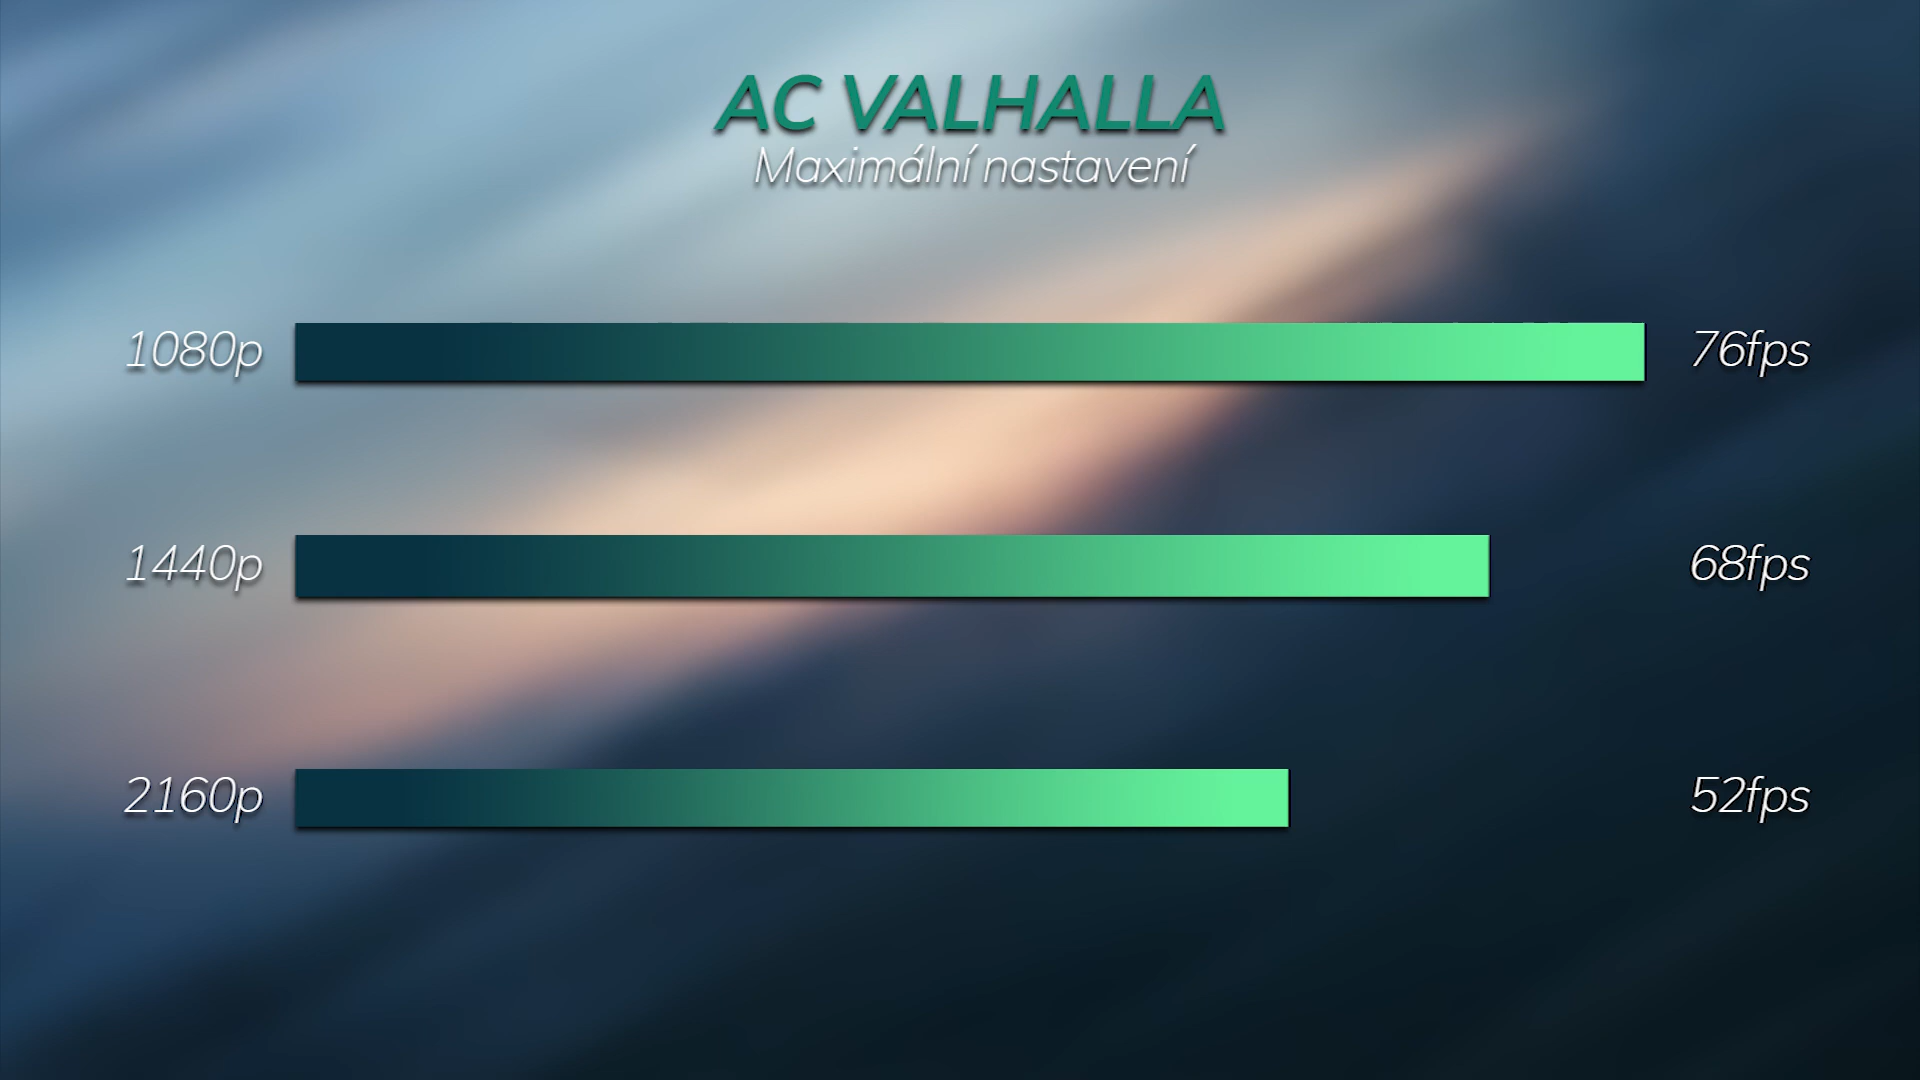 AC VALHALLA
Maximální nastavení
1080p 76fps
1440p 68fps
2160p 52fps